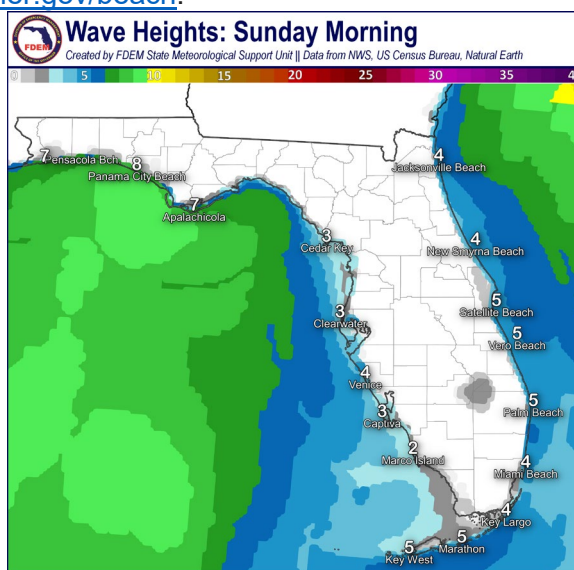 ner.gov/beach.
FDEM
Wave Heights: Sunday Morning
Created by FDEM State Meteorological Support Unit || Data from NWS, US Census Bureau, Natural Earth
0 5 10 15 20 25 30 35 4
7
Pensacola Bch
8
Panama City Beach
7
Apalachicola
4
Jacksonville Beach
3
Cedar Key
4
New Smyrna Beach
3
Clearwater
5
Satellite Beach
5
Vero Beach
4
Venice
3
Captiva
5
Palm Beach
2
Marco Island
4
Miami Beach
4
Key Largo
5
Marathon
5
Key West